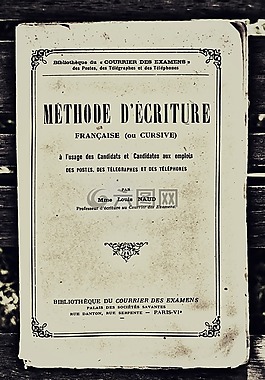 Bibliothèque du « COURRIER DES EXAMENS »
des Postes, des Télégraphes et des Téléphones
MÉTHODE D'ÉCRITURE
FRANÇAISE (ou CURSIVE)
à l'usage des Candidats et Candidates aux emplois
DES POSTES, DES TÉLÉGRAPHES ET DES TÉLÉPHONES
PAR
Mme Louis NAUD
Professeur d'écriture au Courrier des Examens.
BIBLIOTHÈQUE DU COURRIER DES EXAMENS
PALAIS DES SOCIÉTÉS SAVANTES
RUE DANTON, RUE SERPENTE — PARIS-VIe